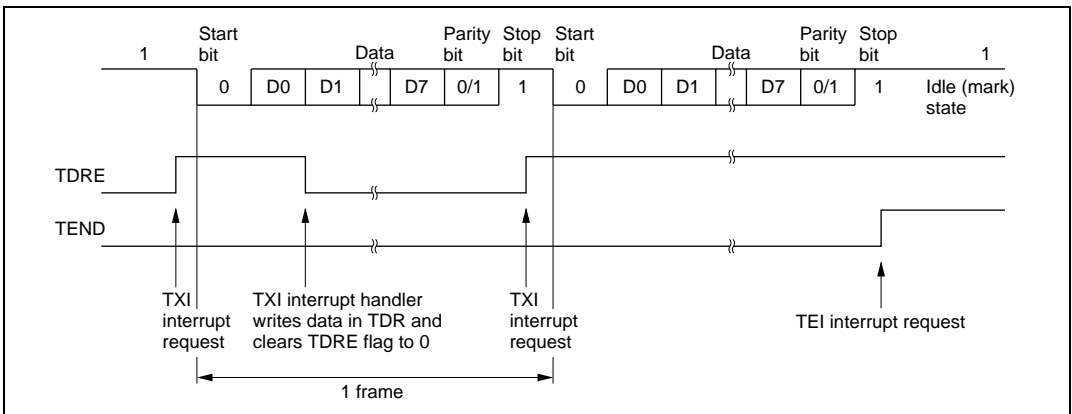 Start bit Data Parity bit Stop bit Start bit Data Parity bit Stop bit
1 1
0 D0 D1 D7 0/1 1 0 D0 D1 D7 0/1 1 Idle (mark) state
TDRE
TEND
TXI interrupt request
TXI interrupt handler
writes data in TDR and
clears TDRE flag to 0
TXI interrupt request
TEI interrupt request
1 frame